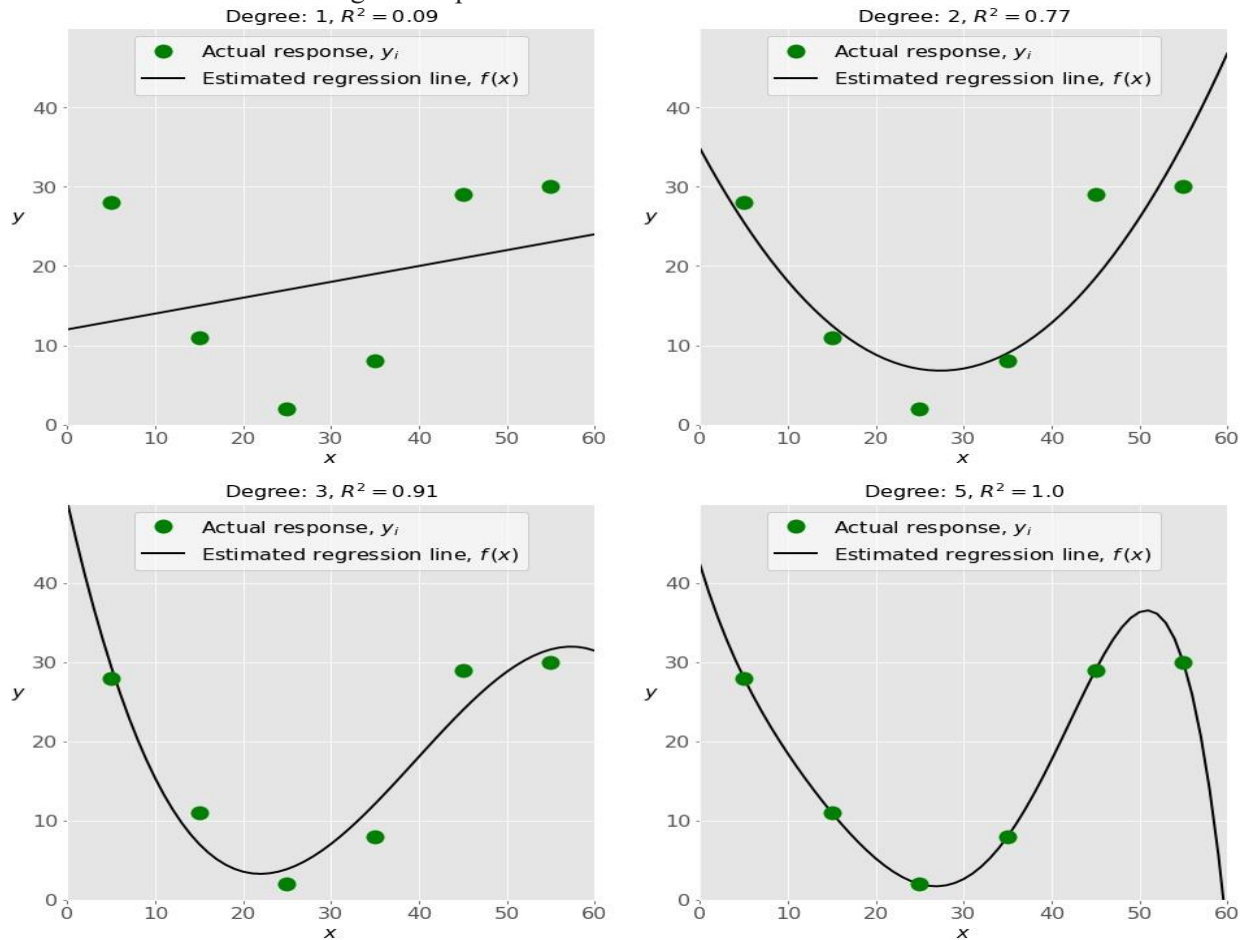 Degree: 1, R² = 0.09
Actual response, yᵢ
Estimated regression line, f(x)
40
30
y
20
10
0
0 10 20 30 40 50 60
x
Degree: 2, R² = 0.77
Actual response, yᵢ
Estimated regression line, f(x)
40
30
y
20
10
0
0 10 20 30 40 50 60
x
Degree: 3, R² = 0.91
Actual response, yᵢ
Estimated regression line, f(x)
40
30
y
20
10
0
0 10 20 30 40 50 60
x
Degree: 5, R² = 1.0
Actual response, yᵢ
Estimated regression line, f(x)
40
30
y
20
10
0
0 10 20 30 40 50 60
x